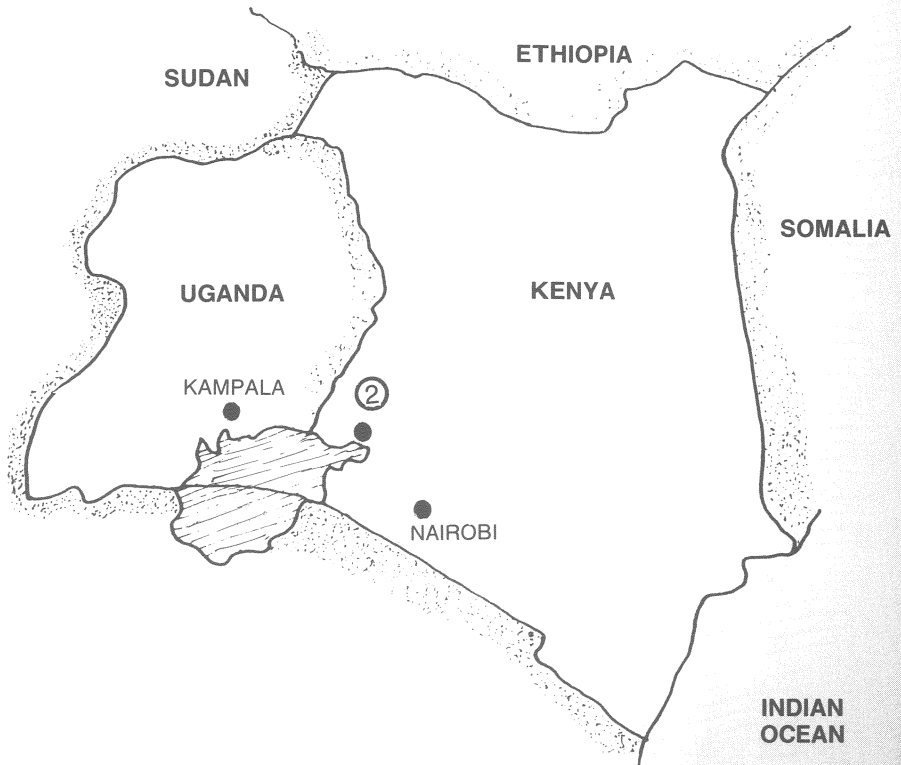 ETHIOPIA
SUDAN
SOMALIA
UGANDA
KENYA
KAMPALA
2
NAIROBI
INDIAN
OCEAN